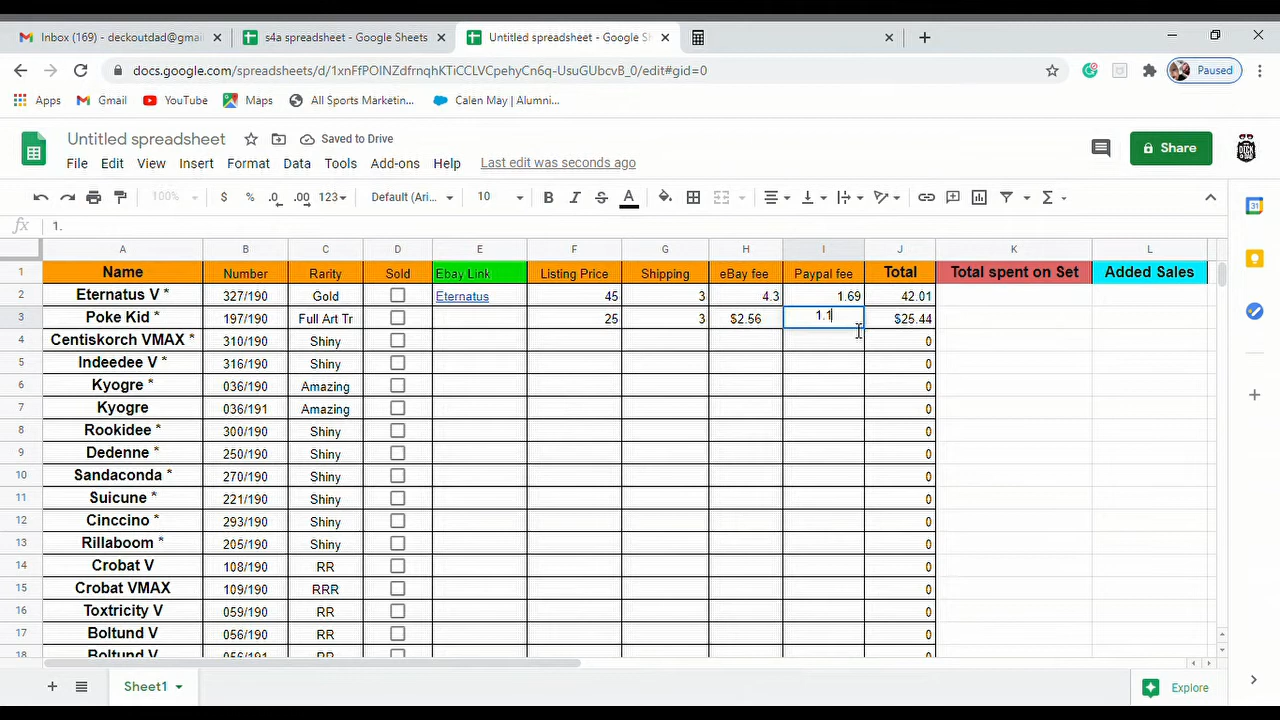 Inbox (169) - deckoutdad@gmai
s4a spreadsheet - Google Sheets
Untitled spreadsheet - Google S
Paused
Apps Gmail YouTube Maps All Sports Marketin... Calen May | Alumni...
Untitled spreadsheet Saved to Drive
File Edit View Insert Format Data Tools Add-ons Help Last edit was seconds ago
Share
100% $ % .0 .00 123 Default (Ari... 10 B I S A
fx 1.
A B C D E F G H I J K L
1 Name Number Rarity Sold Ebay Link Listing Price Shipping eBay fee Paypal fee Total Total spent on Set Added Sales
2 Eternatus V * 327/190 Gold Eternatus 45 3 4.3 1.69 42.01
3 Poke Kid * 197/190 Full Art Tr 25 3 $2.56 1.1 $25.44
4 Centiskorch VMAX * 310/190 Shiny 0
5 Indeedee V * 316/190 Shiny 0
6 Kyogre * 036/190 Amazing 0
7 Kyogre 036/191 Amazing 0
8 Rookidee * 300/190 Shiny 0
9 Dedenne * 250/190 Shiny 0
10 Sandaconda * 270/190 Shiny 0
11 Suicune * 221/190 Shiny 0
12 Cinccino * 293/190 Shiny 0
13 Rillaboom * 205/190 Shiny 0
14 Crobat V 108/190 RR 0
15 Crobat VMAX 109/190 RRR 0
16 Toxtricity V 059/190 RR 0
17 Boltund V 056/190 RR 0
18 Boltund V 056/191 RR 0
Sheet1
Explore